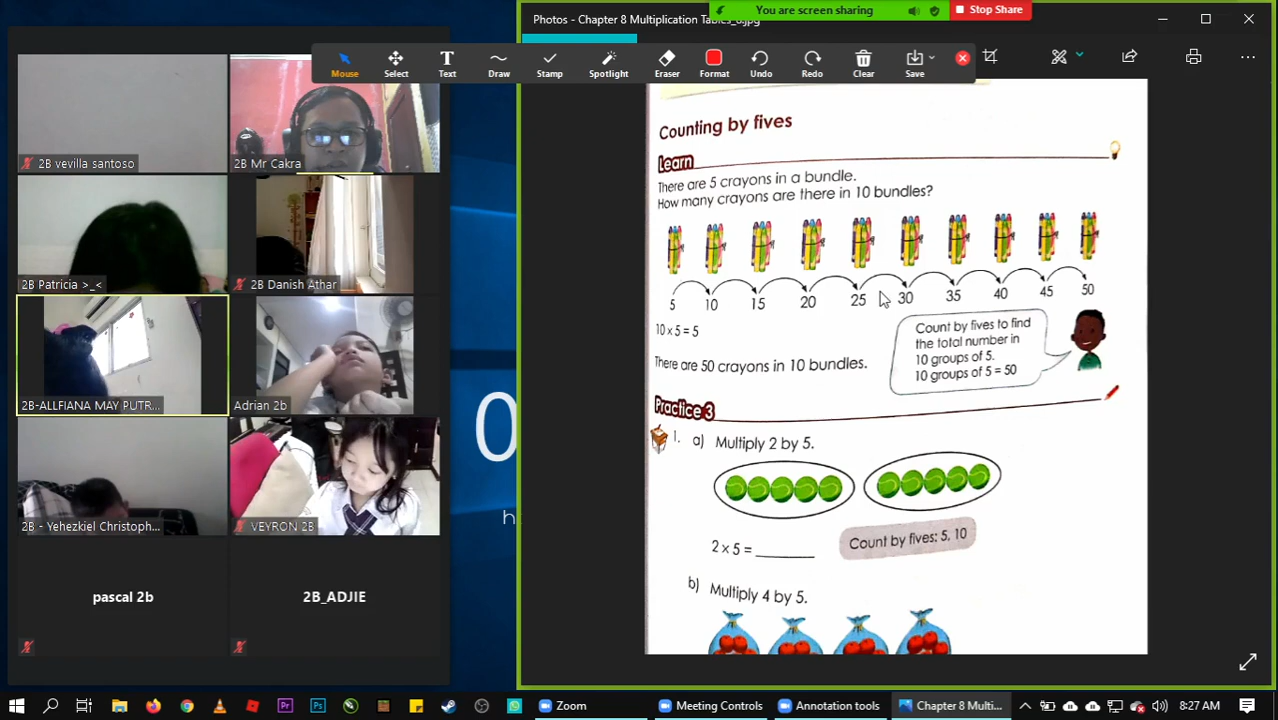 Photos - Chapter 8 Multiplication Tables_6.jpg
You are screen sharing
Stop Share
Mouse
Select
Text
Draw
Stamp
Spotlight
Eraser
Format
Undo
Redo
Clear
Save
2B vevilla santoso
2B Mr Cakra
2B Patricia >_<
2B Danish Athar
2B-ALLFIANA MAY PUTR...
Adrian 2b
2B - Yehezkiel Christoph...
VEYRON 2B
pascal 2b
2B_ADJIE
0
h
Counting by fives
Learn
There are 5 crayons in a bundle.
How many crayons are there in 10 bundles?
5 10 15 20 25 30 35 40 45 50
10 x 5 = 5
Count by fives to find
the total number in
10 groups of 5.
10 groups of 5 = 50
There are 50 crayons in 10 bundles.
Practice 3
1. a) Multiply 2 by 5.
2 x 5 = ________
Count by fives: 5, 10
b) Multiply 4 by 5.
Zoom
Meeting Controls
Annotation tools
Chapter 8 Multi...
8:27 AM